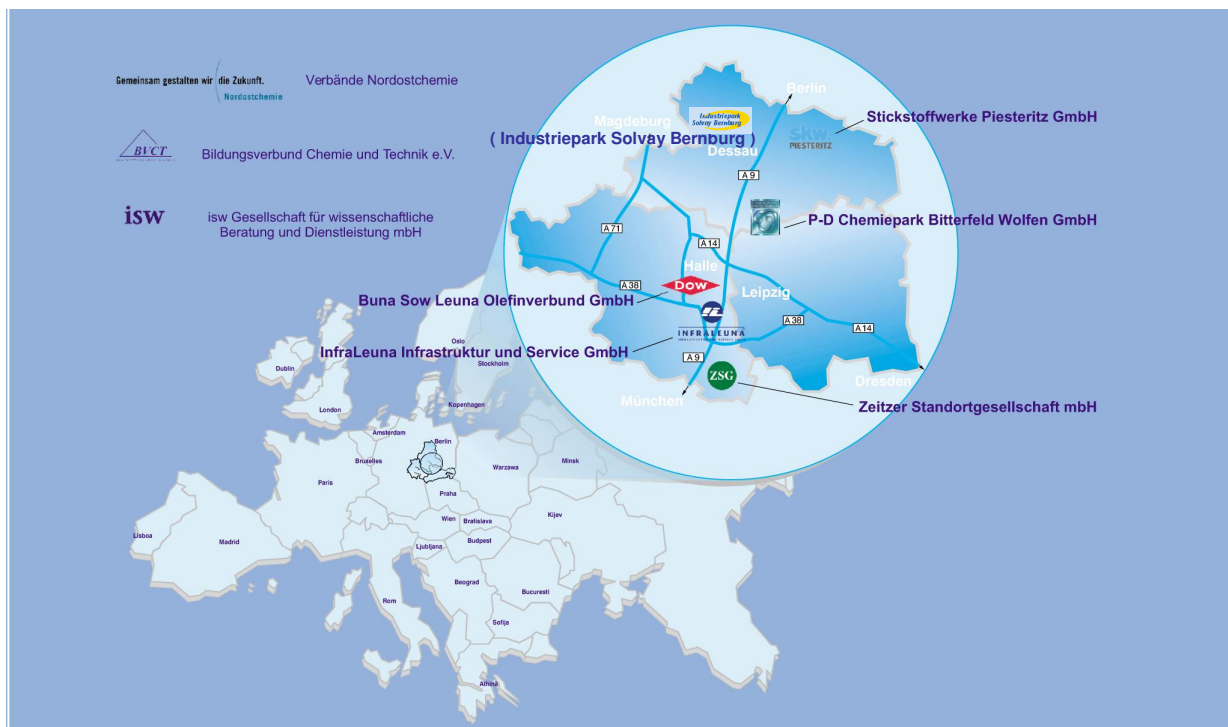 Gemeinsam gestalten wir die Zukunft.
Nordostchemie
Verbände Nordostchemie
BVCT
Bildungsverbund Chemie und Technik e.V.
isw
isw Gesellschaft für wissenschaftliche
Beratung und Dienstleistung mbH
Berlin
Industriepark
Solvay Bernburg
Magdeburg
( Industriepark Solvay Bernburg )
Dessau
skw.
PIESTERITZ
Stickstoffwerke Piesteritz GmbH
A 9
P-D Chemiepark Bitterfeld Wolfen GmbH
A 71
A 14
Halle
A 38
DOW
Leipzig
Buna Sow Leuna Olefinverbund GmbH
A 38
A 14
INFRALEUNA
InfraLeuna Infrastruktur und Service GmbH
A 9
ZSG
Dresden
München
Zeitzer Standortgesellschaft mbH
Oslo
Stockholm
Dublin
London
Kopenhagen
Amsterdam
Berlin
Bruxelles
Warzawa
Minsk
Paris
Praha
Kijev
Wien
Bratislava
Lisboa
Madrid
Ljubljana
Budpest
Beograd
Bucuresti
Rom
Sofija
Athinä